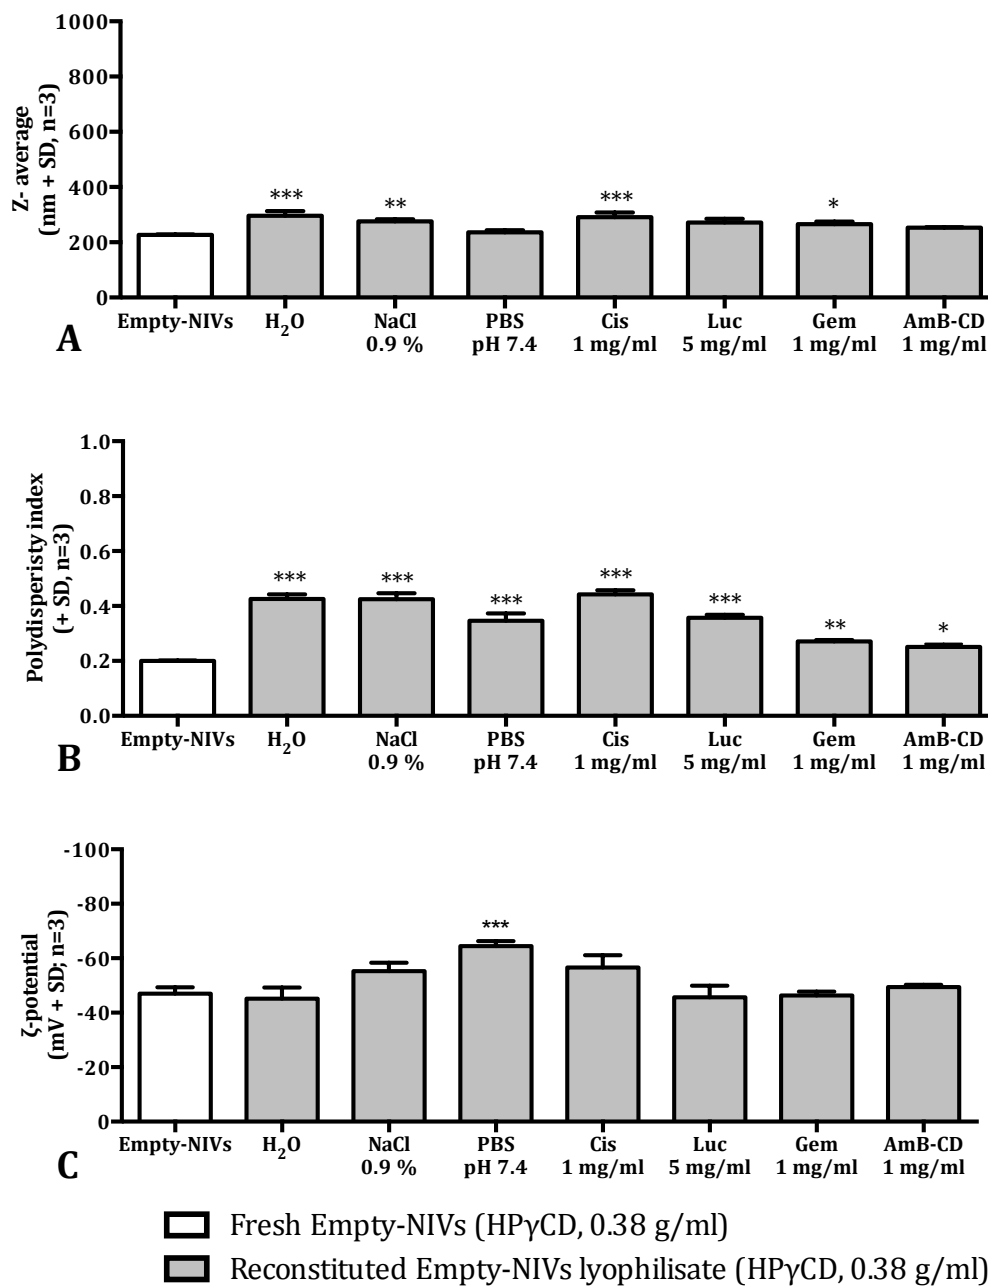 1000
800
600
400
200
0
Z- average
(nm + SD, n=3)
*** ** *** *
Empty-NIVs H₂O NaCl PBS Cis Luc Gem AmB-CD
0.9 % pH 7.4 1 mg/ml 5 mg/ml 1 mg/ml 1 mg/ml
A
1.0
0.8
0.6
0.4
0.2
0.0
Polydisperisty index
(+ SD, n=3)
*** *** *** *** *** ** *
Empty-NIVs H₂O NaCl PBS Cis Luc Gem AmB-CD
0.9 % pH 7.4 1 mg/ml 5 mg/ml 1 mg/ml 1 mg/ml
B
-100
-80
-60
-40
-20
0
ζ-potential
(mV + SD; n=3)
***
Empty-NIVs H₂O NaCl PBS Cis Luc Gem AmB-CD
0.9 % pH 7.4 1 mg/ml 5 mg/ml 1 mg/ml 1 mg/ml
C
Fresh Empty-NIVs (HPγCD, 0.38 g/ml)
Reconstituted Empty-NIVs lyophilisate (HPγCD, 0.38 g/ml)